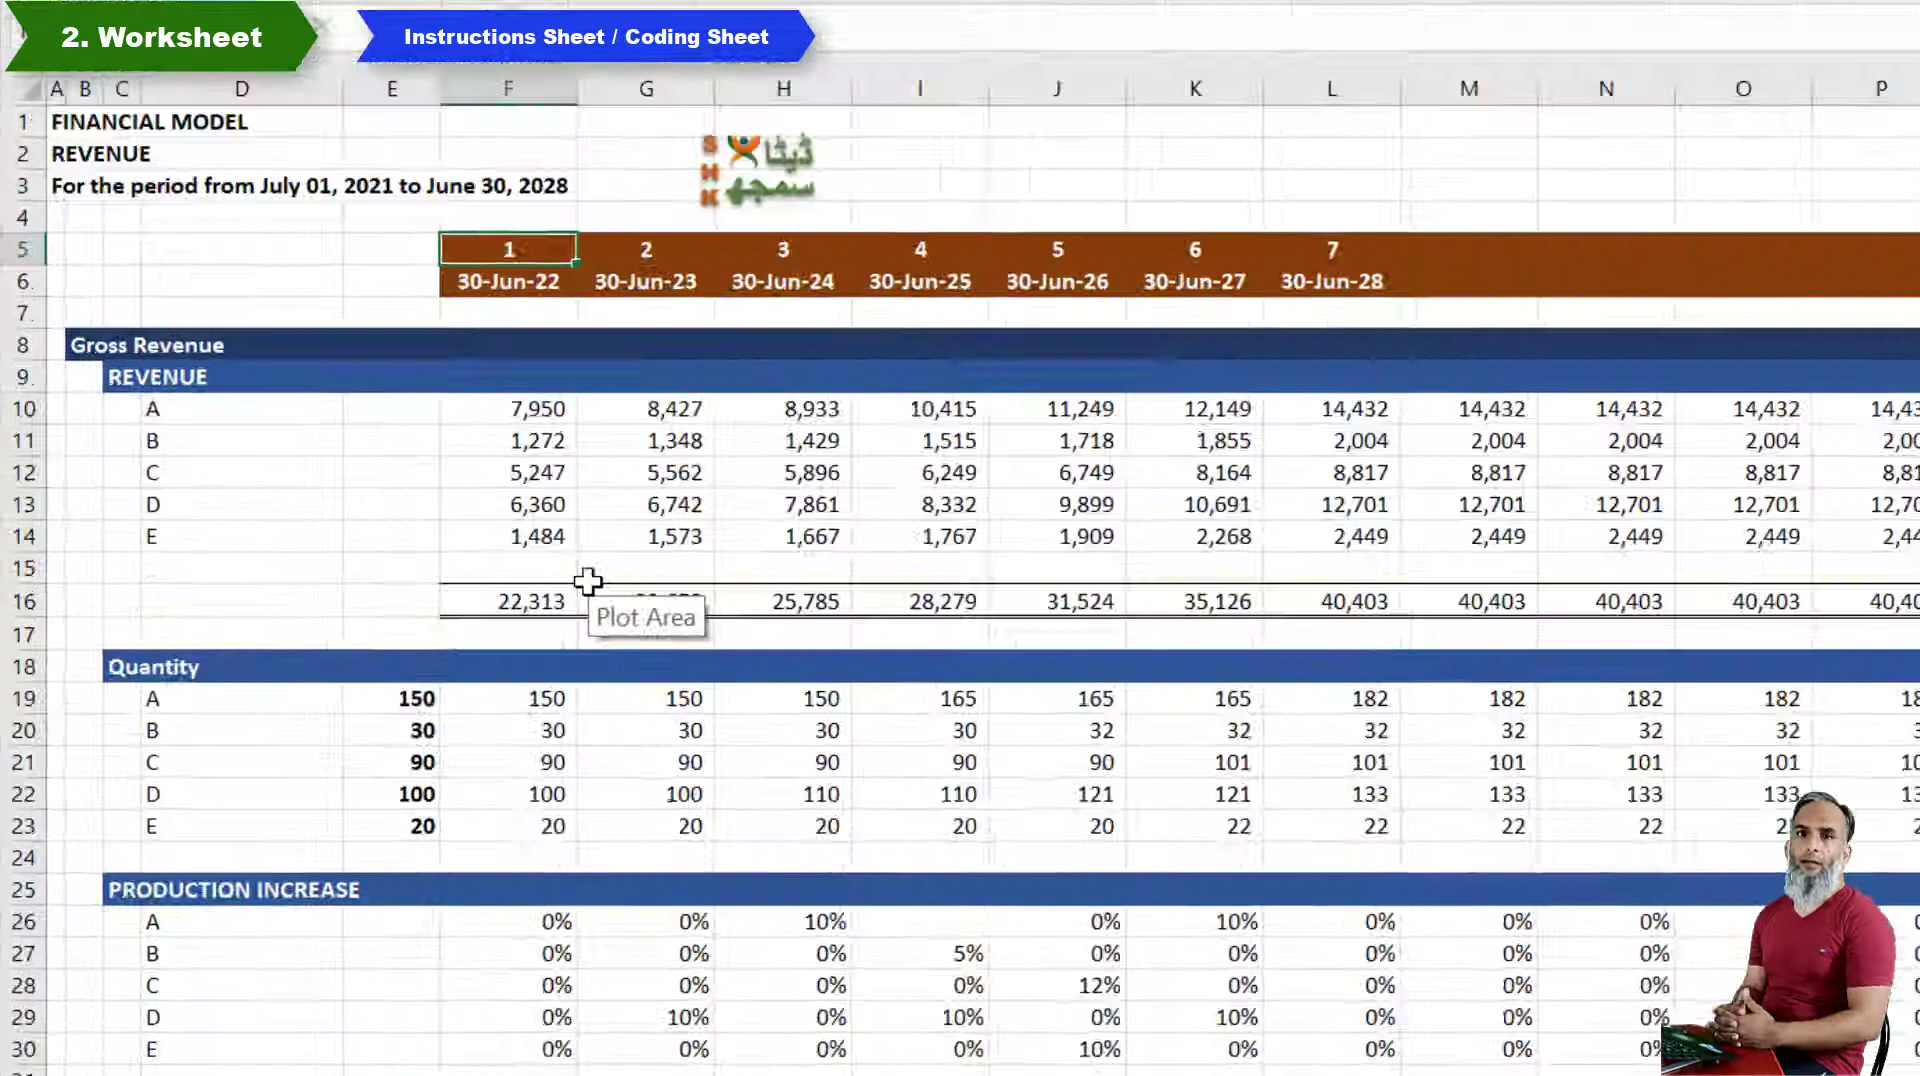 2. Worksheet
Instructions Sheet / Coding Sheet
A B C D E F G H I J K L M N O P
1 FINANCIAL MODEL
2 REVENUE
3 For the period from July 01, 2021 to June 30, 2028
S ڈیٹا
H
K سمجھ
4
5 1 2 3 4 5 6 7
6 30-Jun-22 30-Jun-23 30-Jun-24 30-Jun-25 30-Jun-26 30-Jun-27 30-Jun-28
7
8 Gross Revenue
9 REVENUE
10 A 7,950 8,427 8,933 10,415 11,249 12,149 14,432 14,432 14,432 14,432
11 B 1,272 1,348 1,429 1,515 1,718 1,855 2,004 2,004 2,004 2,004
12 C 5,247 5,562 5,896 6,249 6,749 8,164 8,817 8,817 8,817 8,817
13 D 6,360 6,742 7,861 8,332 9,899 10,691 12,701 12,701 12,701 12,701
14 E 1,484 1,573 1,667 1,767 1,909 2,268 2,449 2,449 2,449 2,449
15
16 22,313 25,785 28,279 31,524 35,126 40,403 40,403 40,403 40,403
Plot Area
17
18 Quantity
19 A 150 150 150 150 165 165 165 182 182 182 182
20 B 30 30 30 30 30 32 32 32 32 32 32
21 C 90 90 90 90 90 90 101 101 101 101 101
22 D 100 100 100 110 110 121 121 133 133 133 133
23 E 20 20 20 20 20 20 22 22 22 22
24
25 PRODUCTION INCREASE
26 A 0% 0% 10% 0% 10% 0% 0% 0%
27 B 0% 0% 0% 5% 0% 0% 0% 0% 0%
28 C 0% 0% 0% 0% 12% 0% 0% 0% 0%
29 D 0% 10% 0% 10% 0% 10% 0% 0% 0%
30 E 0% 0% 0% 0% 10% 0% 0% 0%